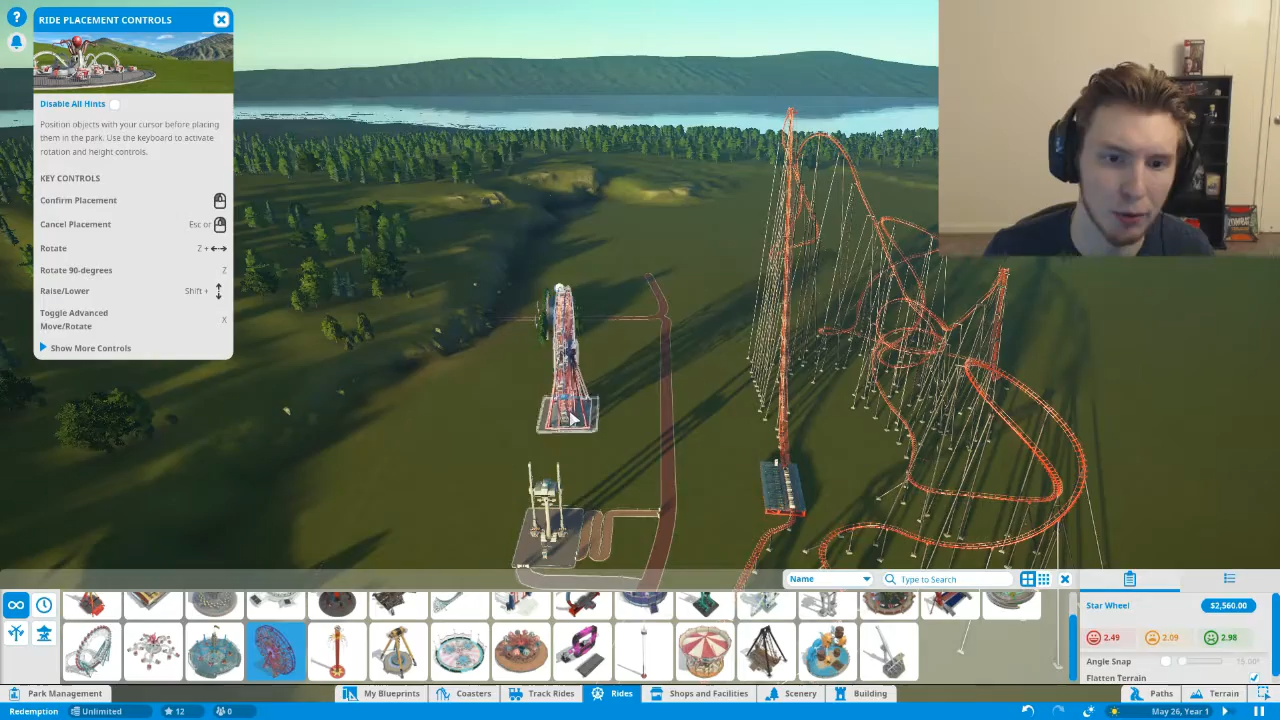 RIDE PLACEMENT CONTROLS
Disable All Hints
Position objects with your cursor before placing
them in the park. Use the keyboard to activate
rotation and height controls.
KEY CONTROLS
Confirm Placement
Cancel Placement Esc or
Rotate Z +
Rotate 90-degrees Z
Raise/Lower Shift +
Toggle Advanced
Move/Rotate X
Show More Controls
Name
Type to Search
Star Wheel $2,560.00
2.49 2.09 2.98
Angle Snap 15.00°
Flatten Terrain
Park Management
My Blueprints
Coasters
Track Rides
Rides
Shops and Facilities
Scenery
Building
Paths
Terrain
Redemption
Unlimited
12
0
May 26, Year 1